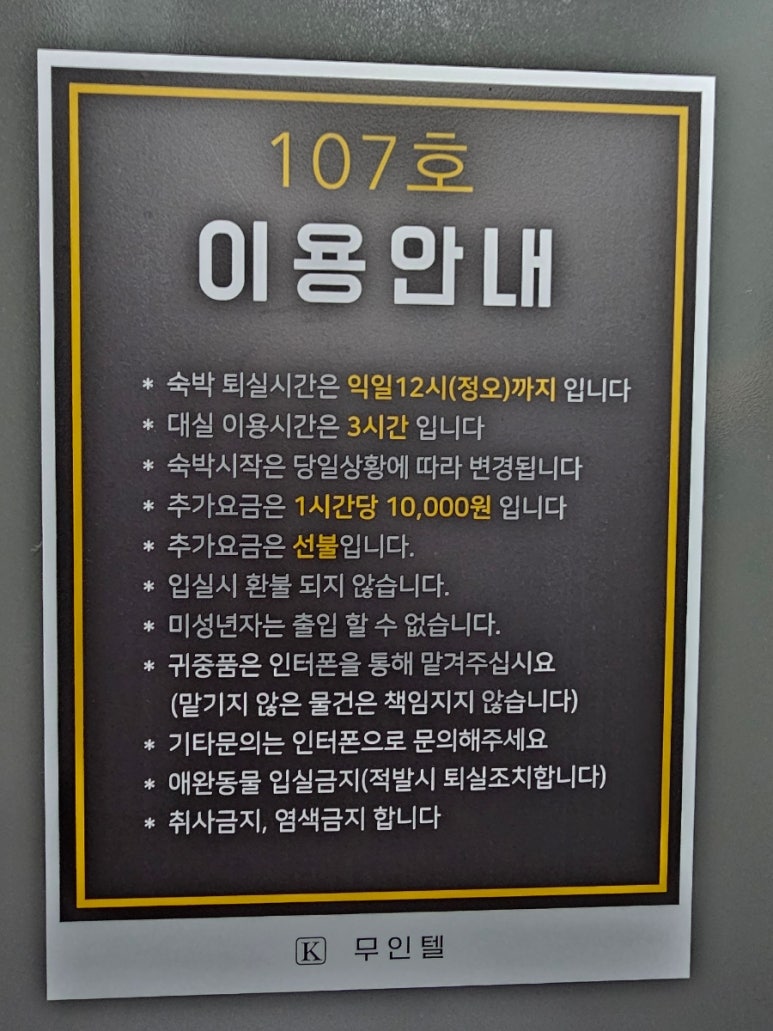 107호
이용안내
* 숙박 퇴실시간은 익일12시(정오)까지 입니다
* 대실 이용시간은 3시간 입니다
* 숙박시작은 당일상황에 따라 변경됩니다
* 추가요금은 1시간당 10,000원 입니다
* 추가요금은 선불입니다.
* 입실시 환불 되지 않습니다.
* 미성년자는 출입 할 수 없습니다.
* 귀중품은 인터폰을 통해 맡겨주십시요
(맡기지 않은 물건은 책임지지 않습니다)
* 기타문의는 인터폰으로 문의해주세요
* 애완동물 입실금지(적발시 퇴실조치합니다)
* 취사금지, 염색금지 합니다
K 무인텔